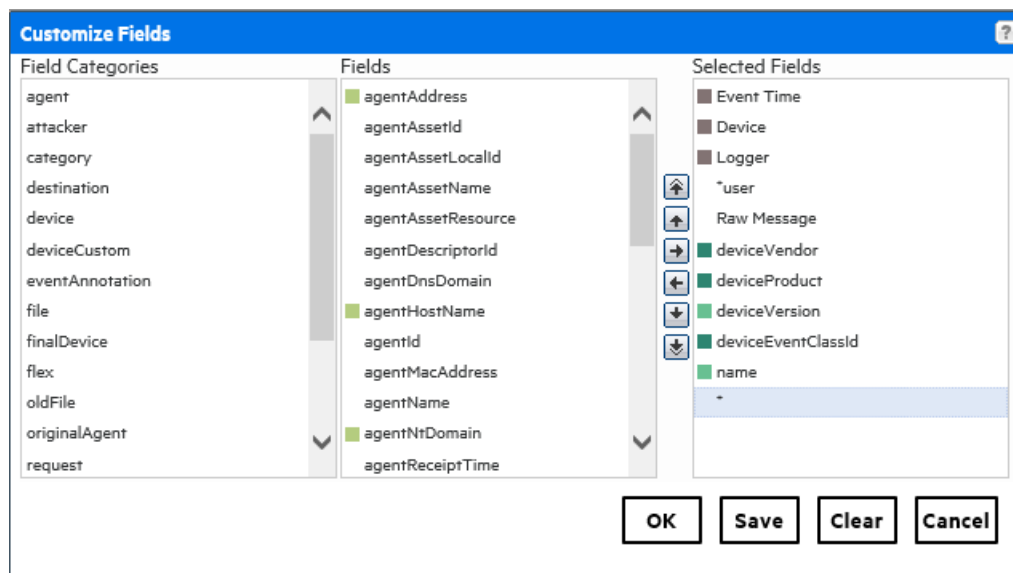 Customize Fields
?
Field Categories
agent
attacker
category
destination
device
deviceCustom
eventAnnotation
file
finalDevice
flex
oldFile
originalAgent
request
Fields
agentAddress
agentAssetId
agentAssetLocalId
agentAssetName
agentAssetResource
agentDescriptorId
agentDnsDomain
agentHostName
agentId
agentMacAddress
agentName
agentNtDomain
agentReceiptTime
Selected Fields
Event Time
Device
Logger
*user
Raw Message
deviceVendor
deviceProduct
deviceVersion
deviceEventClassId
name
*
OK
Save
Clear
Cancel